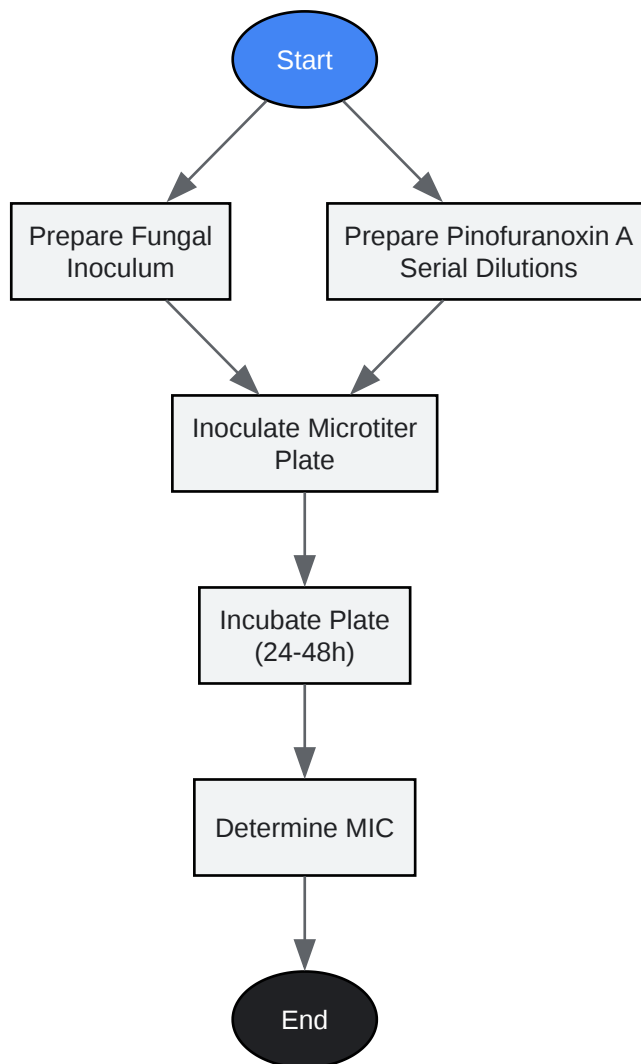 Start
Prepare Fungal
Inoculum
Prepare Pinofuranoxin A
Serial Dilutions
Inoculate Microtiter
Plate
Incubate Plate
(24-48h)
Determine MIC
End